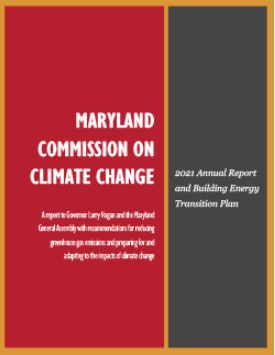 MARYLAND
COMMISSION ON
CLIMATE CHANGE
A report to Governor Larry Hogan and the Maryland
General Assembly with recommendations for reducing
greenhouse gas emissions and preparing for and
adapting to the impacts of climate change
2021 Annual Report
and Building Energy
Transition Plan